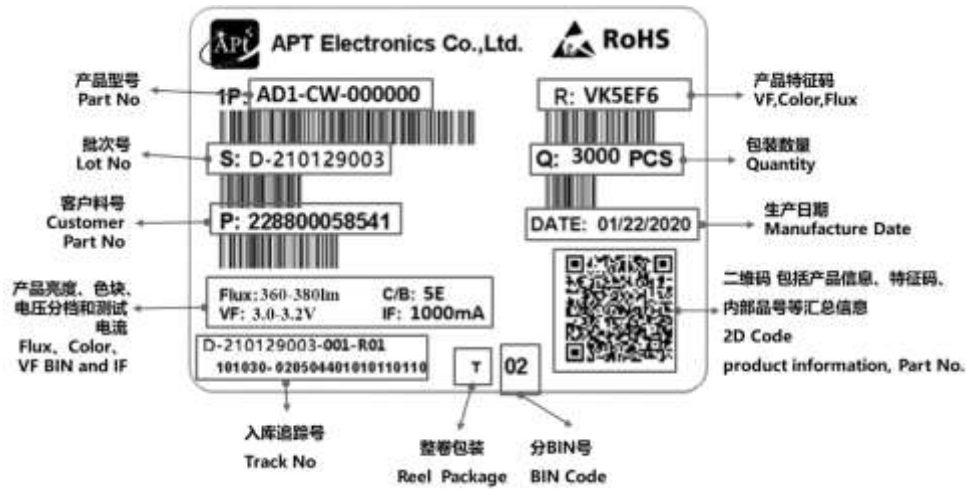 APT
APT Electronics Co.,Ltd.
RoHS
产品型号
Part No
1P: AD1-CW-000000
R: VK5EF6
产品特征码
VF,Color,Flux
批次号
Lot No
S: D-210129003
Q: 3000 PCS
包装数量
Quantity
客户料号
Customer
Part No
P: 228800058541
DATE: 01/22/2020
生产日期
Manufacture Date
产品亮度、色块、
电压分档和测试
电流
Flux、Color、
VF BIN and IF
Flux:360-380lm C/B: 5E
VF: 3.0-3.2V IF: 1000mA
D-210129003-001-R01
101030-020504401010110110
T
02
二维码 包括产品信息、特征码、
内部品号等汇总信息
2D Code
product information, Part No.
入库追踪号
Track No
整卷包装
Reel Package
分BIN号
BIN Code